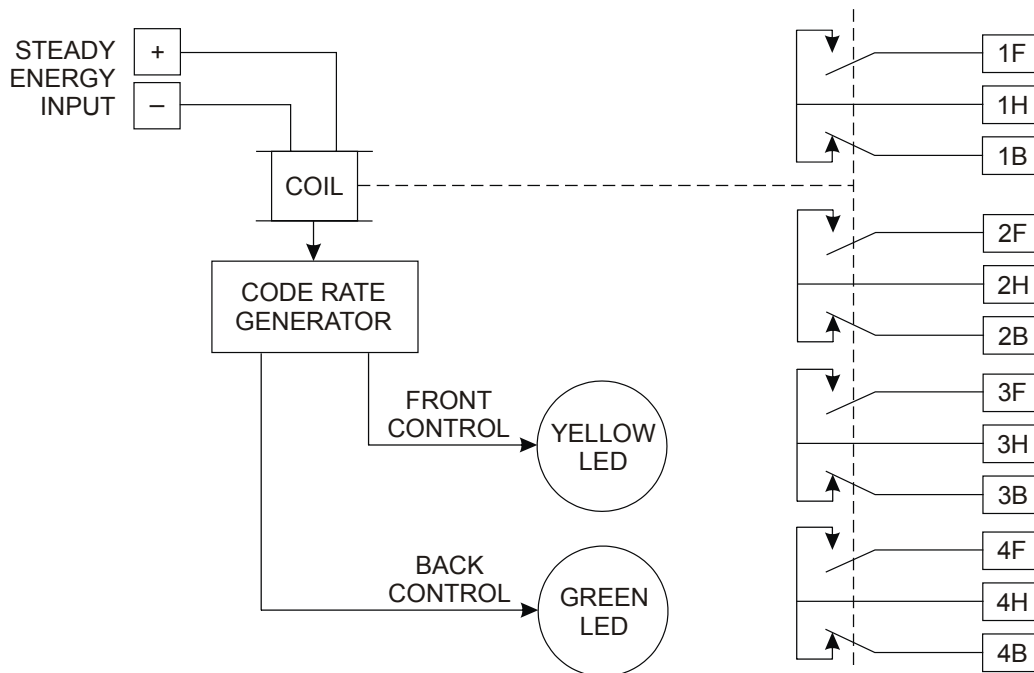 STEADY
ENERGY
INPUT
+
−
COIL
CODE RATE
GENERATOR
FRONT
CONTROL
YELLOW
LED
BACK
CONTROL
GREEN
LED
1F
1H
1B
2F
2H
2B
3F
3H
3B
4F
4H
4B